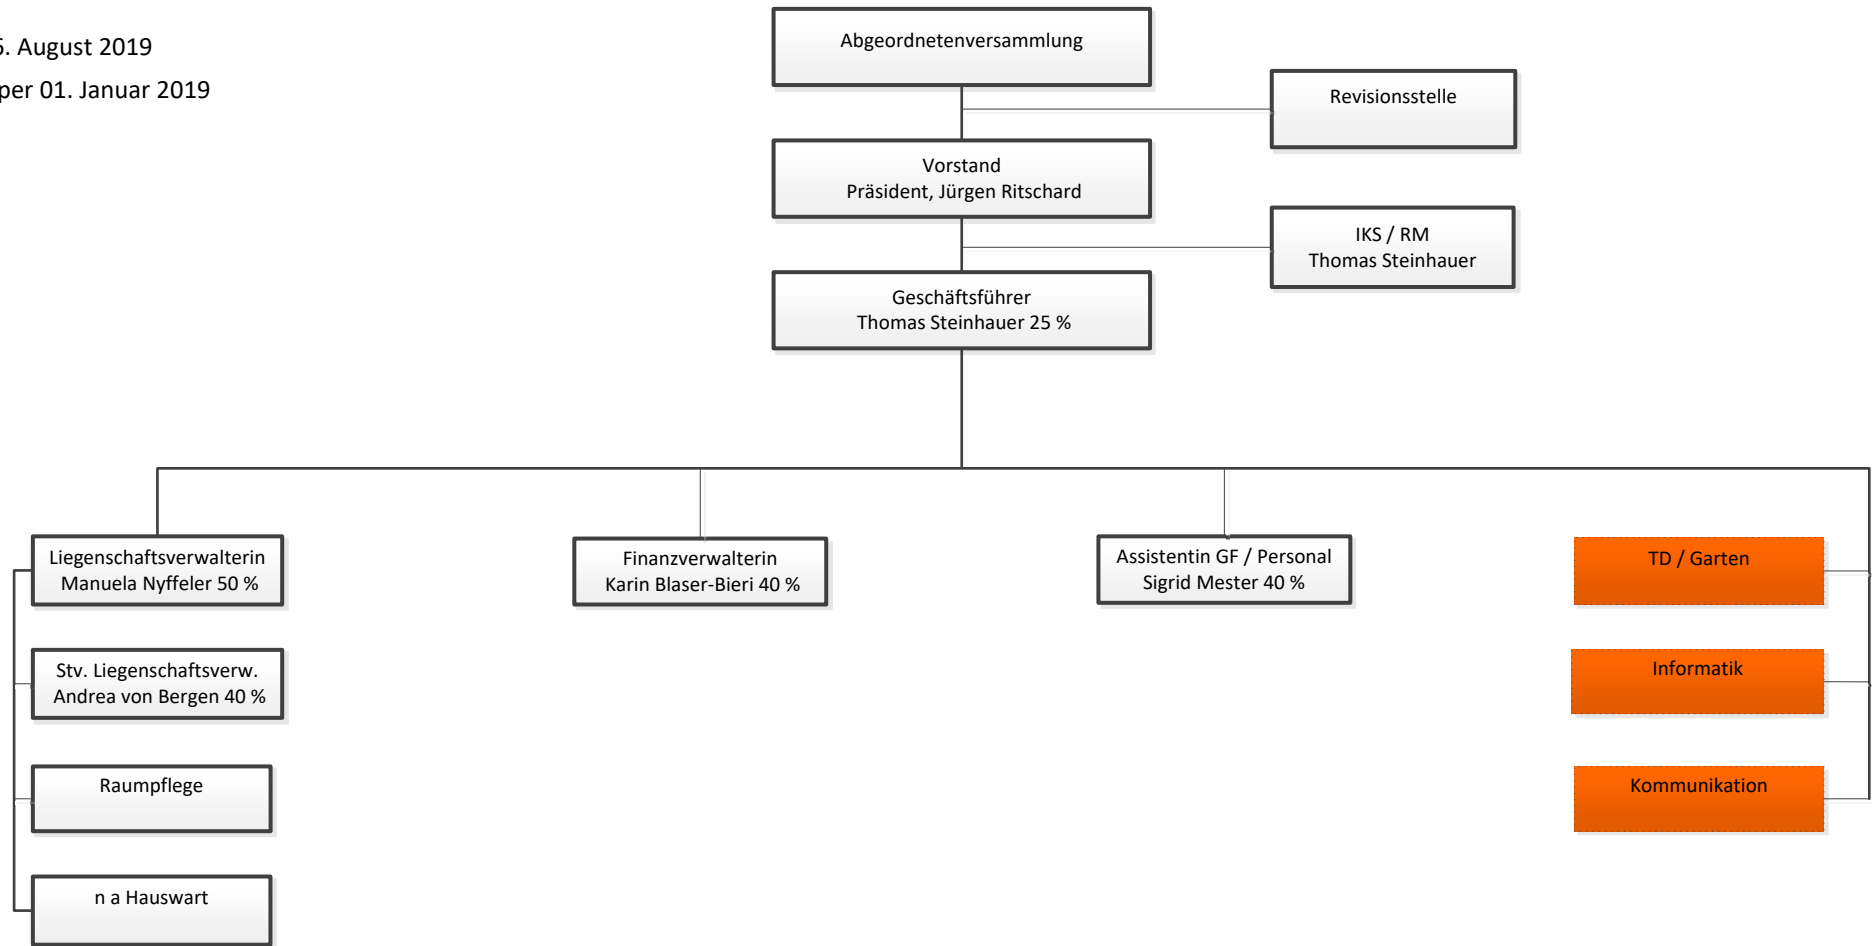 . August 2019
per 01. Januar 2019
Abgeordnetenversammlung
Revisionsstelle
Vorstand
Präsident, Jürgen Ritschard
IKS / RM
Thomas Steinhauer
Geschäftsführer
Thomas Steinhauer 25 %
Liegenschaftsverwalterin
Manuela Nyffeler 50 %
Finanzverwalterin
Karin Blaser-Bieri 40 %
Assistentin GF / Personal
Sigrid Mester 40 %
TD / Garten
Stv. Liegenschaftsverw.
Andrea von Bergen 40 %
Informatik
Raumpflege
Kommunikation
n a Hauswart